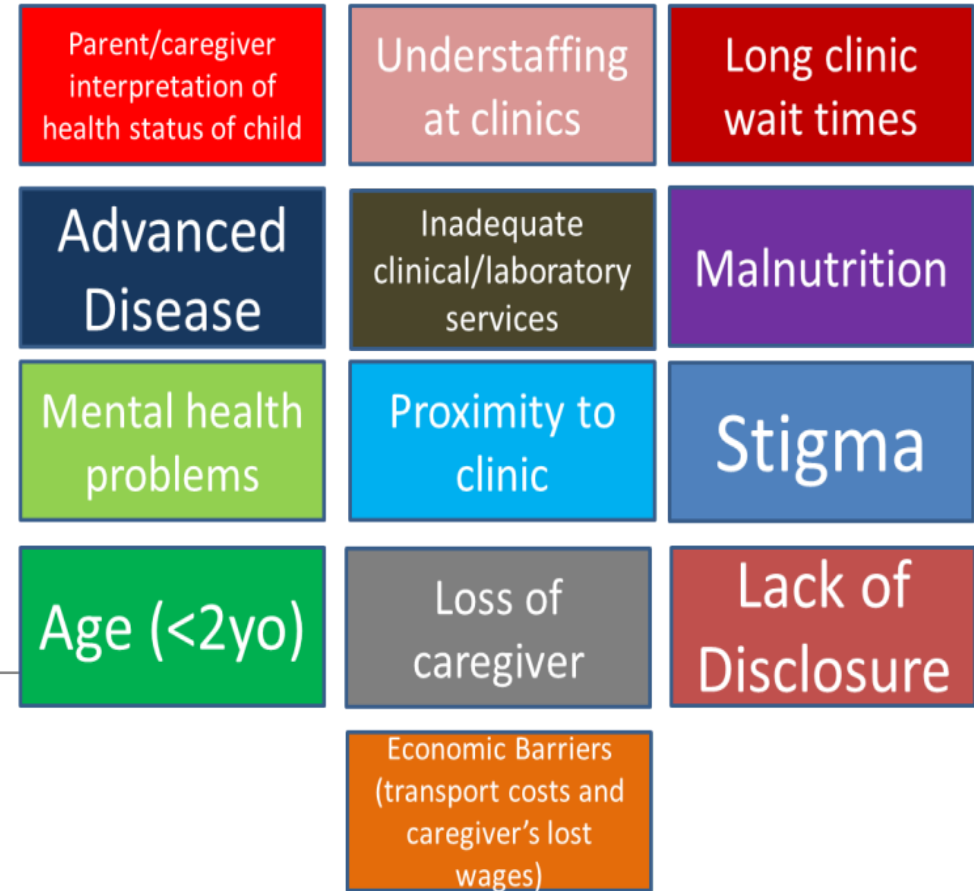 Parent/caregiver
interpretation of
health status of child
Understaffing
at clinics
Long clinic
wait times
Advanced
Disease
Inadequate
clinical/laboratory
services
Malnutrition
Mental health
problems
Proximity to
clinic
Stigma
Age (<2yo)
Loss of
caregiver
Lack of
Disclosure
Economic Barriers
(transport costs and
caregiver’s lost
wages)